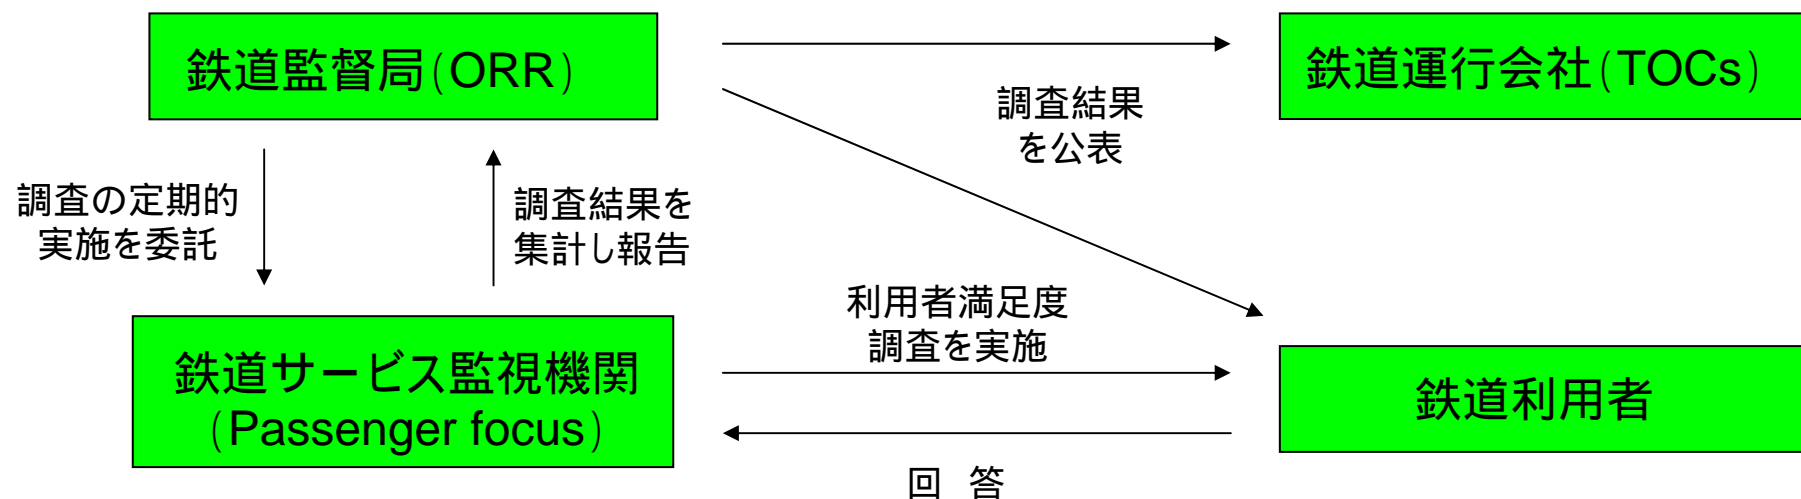 鉄道監督局(ORR)
鉄道運行会社(TOCs)
調査結果
を公表
調査の定期的
実施を委託
調査結果を
集計し報告
利用者満足度
調査を実施
鉄道サービス監視機関
(Passenger focus)
鉄道利用者
回 答